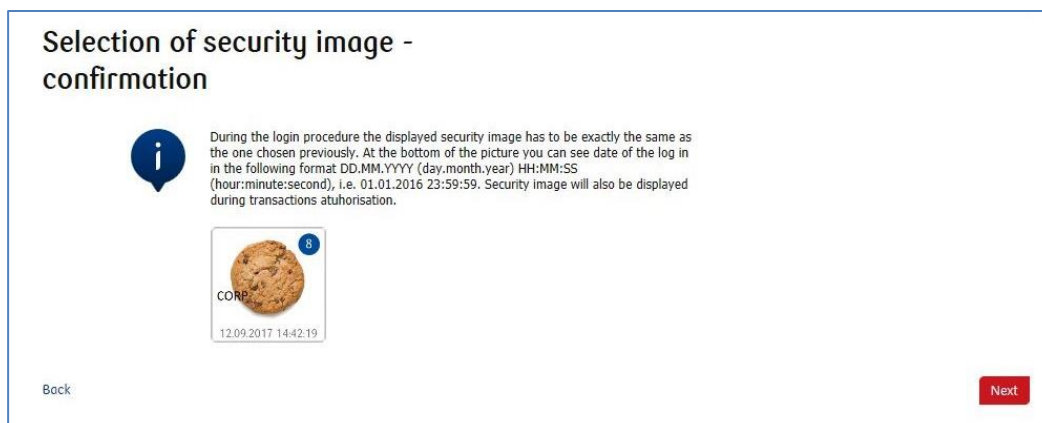 Selection of security image -
confirmation
i
During the login procedure the displayed security image has to be exactly the same as
the one chosen previously. At the bottom of the picture you can see date of the log in
in the following format DD.MM.YYYY (day.month.year) HH:MM:SS
(hour:minute:second), i.e. 01.01.2016 23:59:59. Security image will also be displayed
during transactions atuhorisation.
8
CORP
12.09.2017 14:42:19
Back
Next